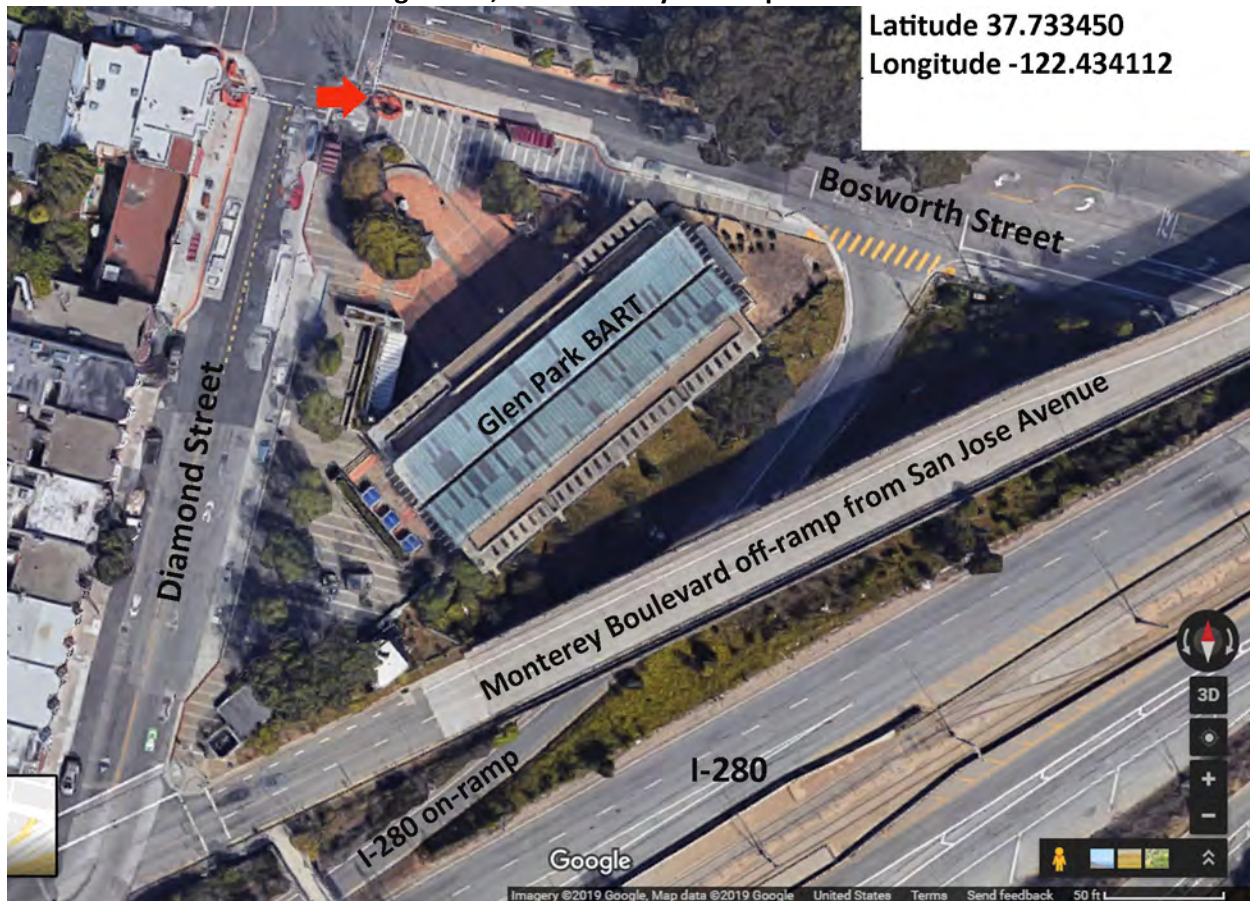 Latitude 37.733450
Longitude -122.434112
Bosworth Street
Glen Park BART
Diamond Street
Monterey Boulevard off-ramp from San Jose Avenue
I-280
I-280 on-ramp
3D
Google
Imagery ©2019 Google, Map data ©2019 Google United States Terms Send feedback 50 ft